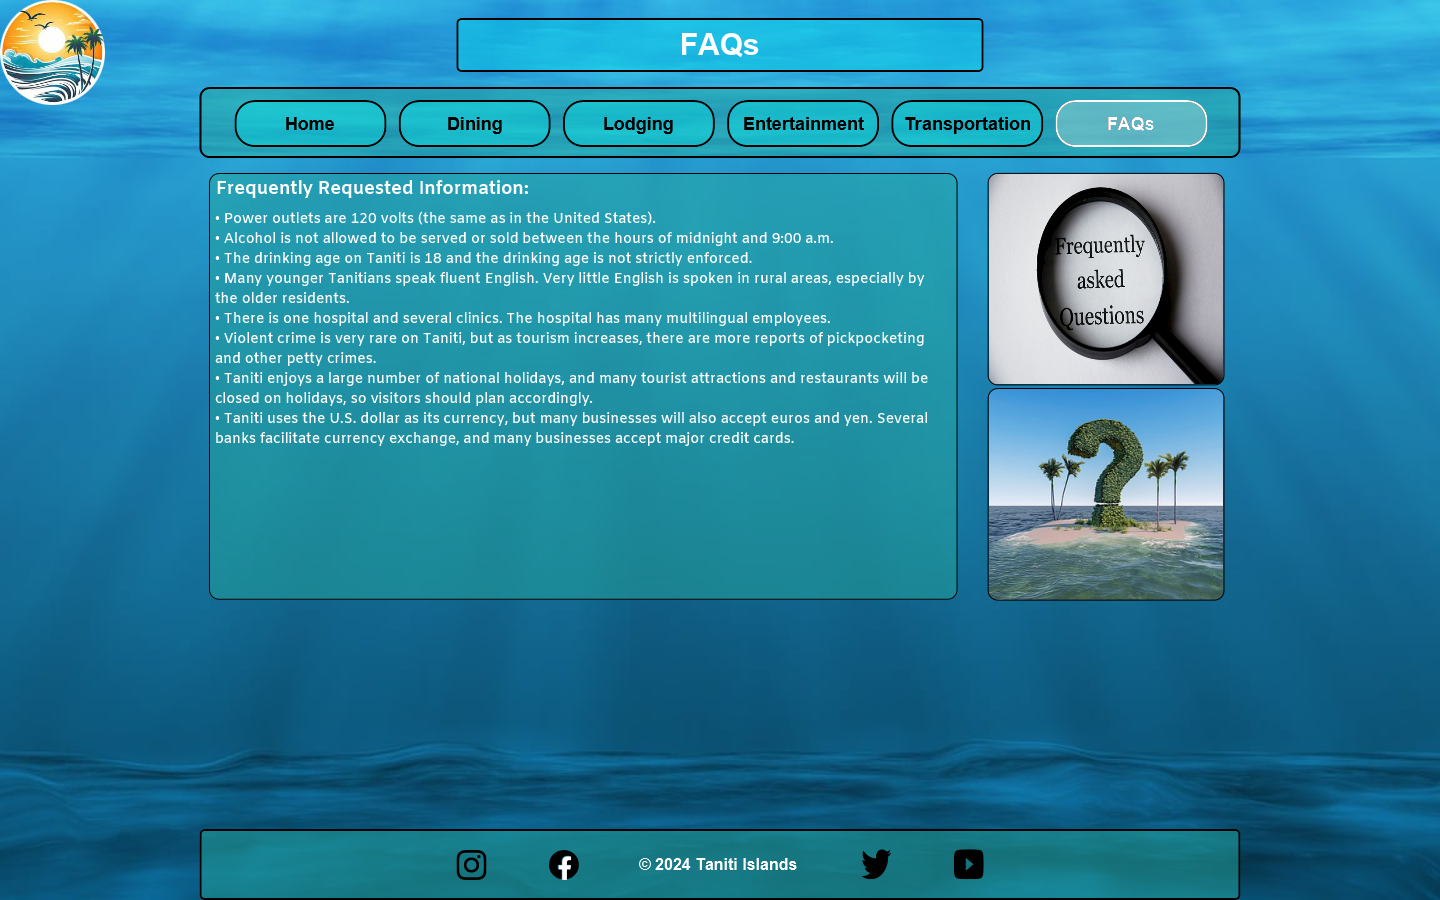 FAQs
Home Dining Lodging Entertainment Transportation FAQs
Frequently Requested Information:
• Power outlets are 120 volts (the same as in the United States).
• Alcohol is not allowed to be served or sold between the hours of midnight and 9:00 a.m.
• The drinking age on Taniti is 18 and the drinking age is not strictly enforced.
• Many younger Tanitians speak fluent English. Very little English is spoken in rural areas, especially by
the older residents.
• There is one hospital and several clinics. The hospital has many multilingual employees.
• Violent crime is very rare on Taniti, but as tourism increases, there are more reports of pickpocketing
and other petty crimes.
• Taniti enjoys a large number of national holidays, and many tourist attractions and restaurants will be
closed on holidays, so visitors should plan accordingly.
• Taniti uses the U.S. dollar as its currency, but many businesses will also accept euros and yen. Several
banks facilitate currency exchange, and many businesses accept major credit cards.
Frequently
asked
Questions
© 2024 Taniti Islands